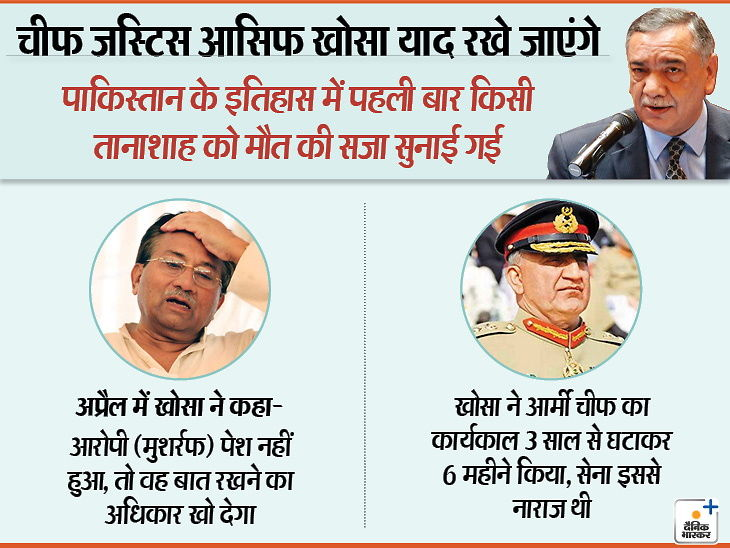 चीफ जस्टिस आसिफ खोसा याद रखे जाएंगे
पाकिस्तान के इतिहास में पहली बार किसी
तानाशाह को मौत की सजा सुनाई गई
अप्रैल में खोसा ने कहा-
आरोपी (मुशर्रफ) पेश नहीं
हुआ, तो वह बात रखने का
अधिकार खो देगा
खोसा ने आर्मी चीफ का
कार्यकाल 3 साल से घटाकर
6 महीने किया, सेना इससे
नाराज थी
दैनिक
भास्कर
+